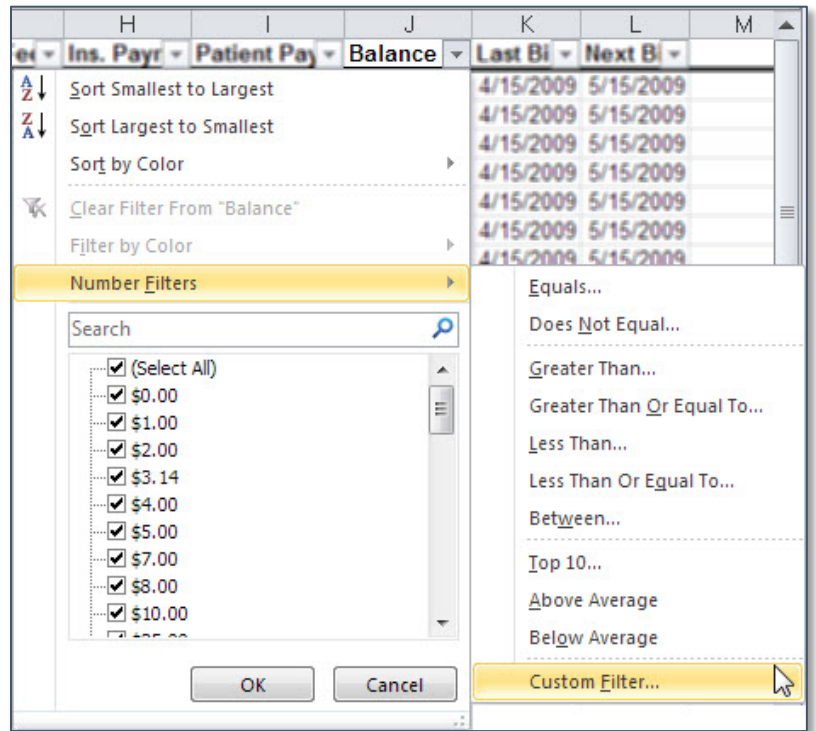 H I J K L M
Ins. Payr Patient Pay Balance Last Bi Next Bi
4/15/2009 5/15/2009
4/15/2009 5/15/2009
4/15/2009 5/15/2009
4/15/2009 5/15/2009
4/15/2009 5/15/2009
4/15/2009 5/15/2009
4/15/2009 5/15/2009
Sort Smallest to Largest
Sort Largest to Smallest
Sort by Color
Clear Filter From "Balance"
Filter by Color
Number Filters
Search
(Select All)
$0.00
$1.00
$2.00
$3.14
$4.00
$5.00
$7.00
$8.00
$10.00
OK Cancel
Equals...
Does Not Equal...
Greater Than...
Greater Than Or Equal To...
Less Than...
Less Than Or Equal To...
Between...
Top 10...
Above Average
Below Average
Custom Filter...